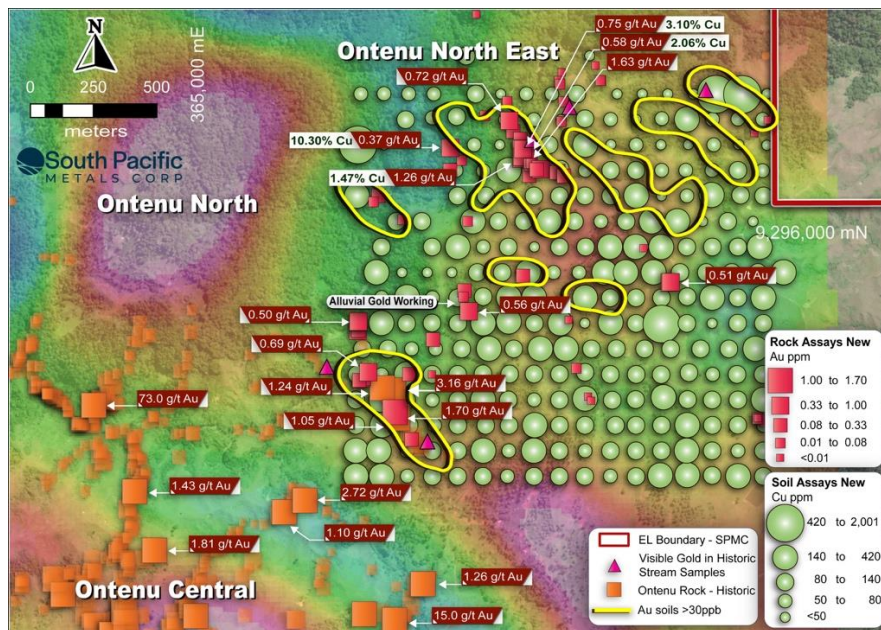 N
0 250 500
meters
365,000 mE
South Pacific
METALS CORP
Ontenu North East
0.75 g/t Au 3.10% Cu
0.58 g/t Au 2.06% Cu
1.63 g/t Au
0.72 g/t Au
10.30% Cu 0.37 g/t Au
1.47% Cu 1.26 g/t Au
Ontenu North
9,296,000 mN
0.51 g/t Au
Alluvial Gold Working
0.56 g/t Au
0.50 g/t Au
0.69 g/t Au
1.24 g/t Au
3.16 g/t Au
73.0 g/t Au
1.70 g/t Au
1.05 g/t Au
1.43 g/t Au
2.72 g/t Au
1.10 g/t Au
1.81 g/t Au
Ontenu Central
1.26 g/t Au
15.0 g/t Au
Rock Assays New
Au ppm
1.00 to 1.70
0.33 to 1.00
0.08 to 0.33
0.01 to 0.08
<0.01
Soil Assays New
Cu ppm
420 to 2,001
140 to 420
80 to 140
50 to 80
<50
EL Boundary - SPMC
Visible Gold in Historic
Stream Samples
Ontenu Rock - Historic
Au soils >30ppb